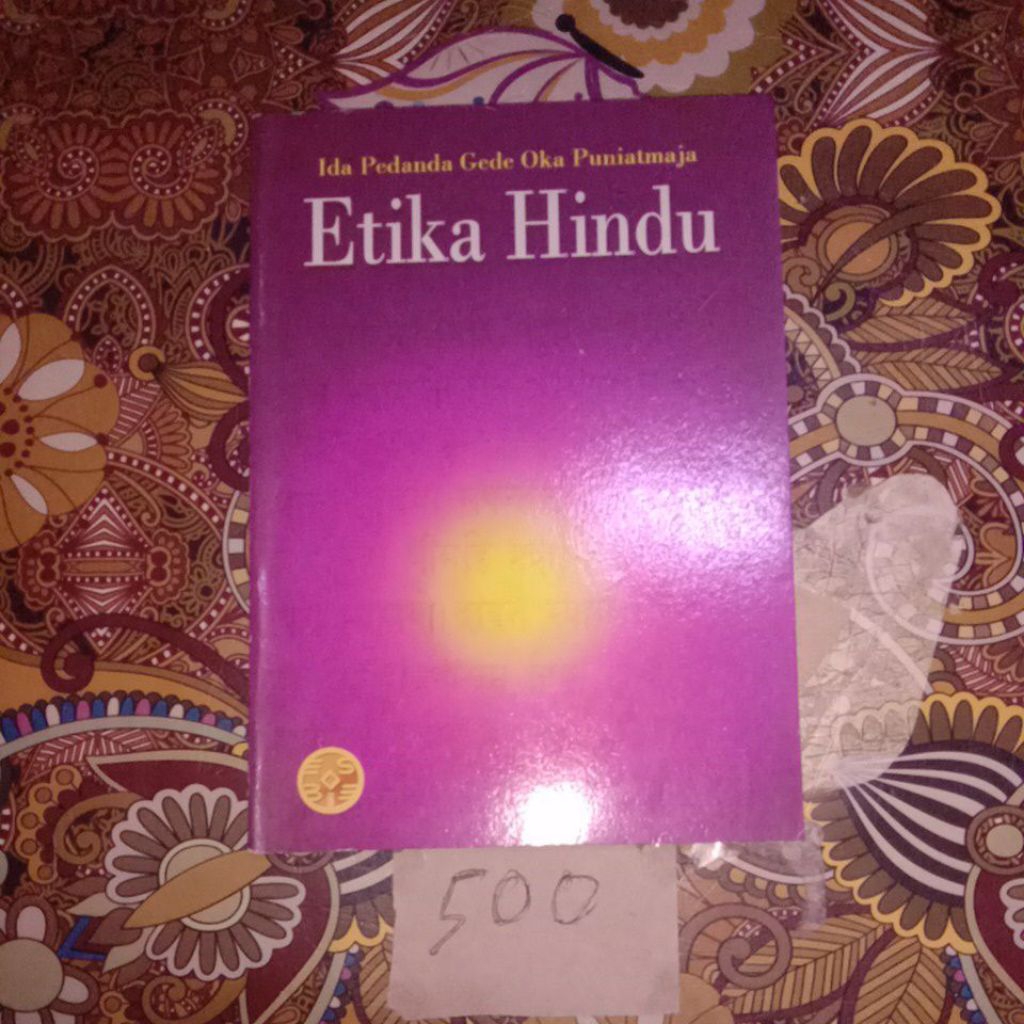 Ida Pedanda Gede Oka Puniatmaja
Etika Hindu
500